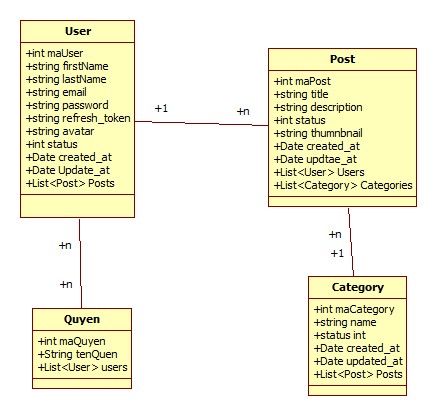 User
+int maUser
+string firstName
+string lastName
+string email
+string password
+string refresh_token
+string avatar
+int status
+Date created_at
+Date Update_at
+List<Post> Posts
+1
+n
Post
+int maPost
+string title
+string description
+int status
+string thumnbnail
+Date created_at
+Date updtae_at
+List<User> Users
+List<Category> Categories
+n
+n
+n
+1
Quyen
+int maQuyen
+String tenQuen
+List<User> users
Category
+int maCategory
+string name
+status int
+Date created_at
+Date updated_at
+List<Post> Posts